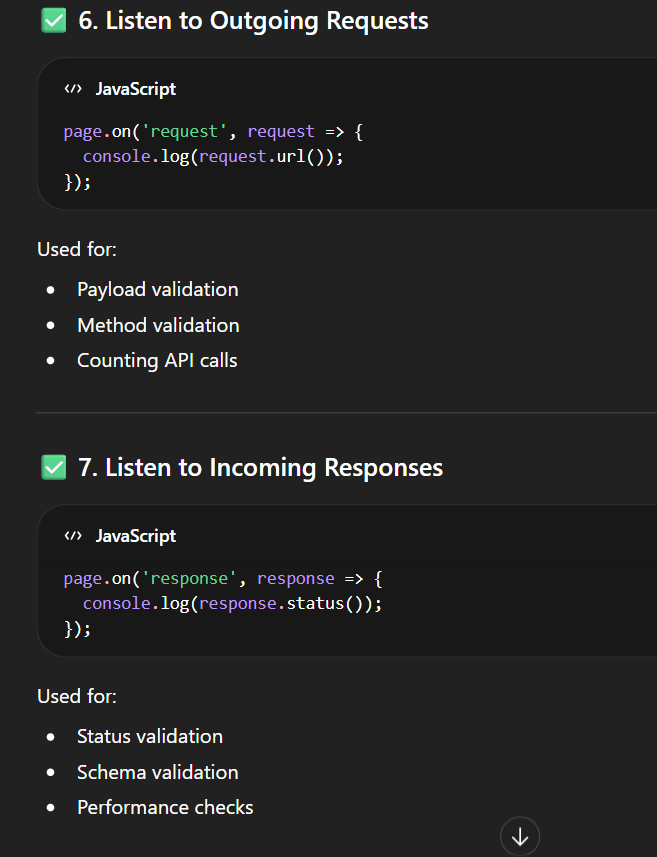 ✅ 6. Listen to Outgoing Requests
</> JavaScript
page.on('request', request => {
  console.log(request.url());
});
Used for:
• Payload validation
• Method validation
• Counting API calls
✅ 7. Listen to Incoming Responses
</> JavaScript
page.on('response', response => {
  console.log(response.status());
});
Used for:
• Status validation
• Schema validation
• Performance checks